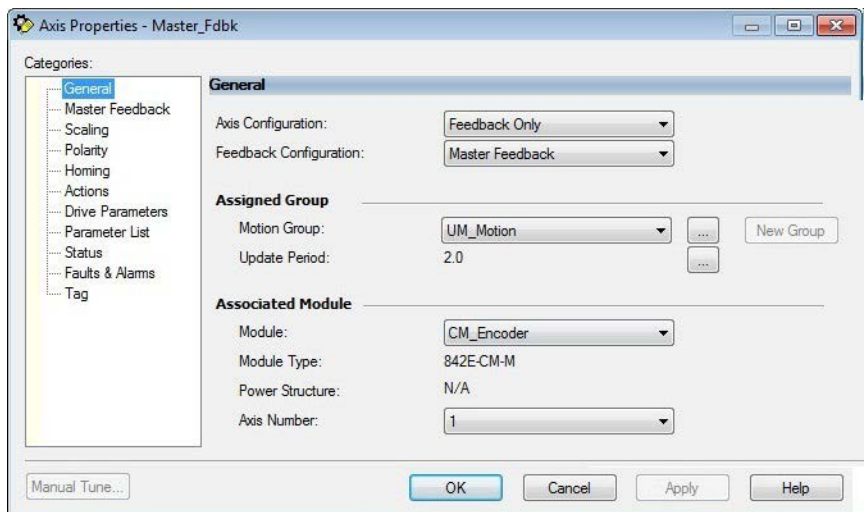 Axis Properties - Master_Fdbk
Categories:
General
Master Feedback
Scaling
Polarity
Homing
Actions
Drive Parameters
Parameter List
Status
Faults & Alarms
Tag
General
Axis Configuration: Feedback Only
Feedback Configuration: Master Feedback
Assigned Group
Motion Group: UM_Motion ... New Group
Update Period: 2.0 ...
Associated Module
Module: CM_Encoder
Module Type: 842E-CM-M
Power Structure: N/A
Axis Number: 1
Manual Tune... OK Cancel Apply Help